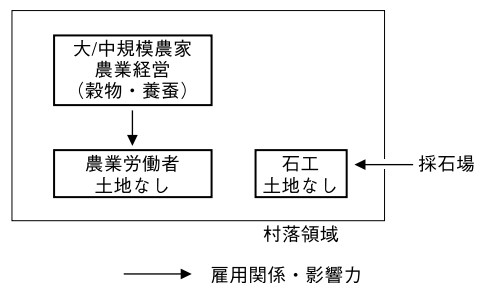 大/中規模農家
農業経営
（穀物・養蚕）
農業労働者
土地なし
石工
土地なし
採石場
村落領域
雇用関係・影響力